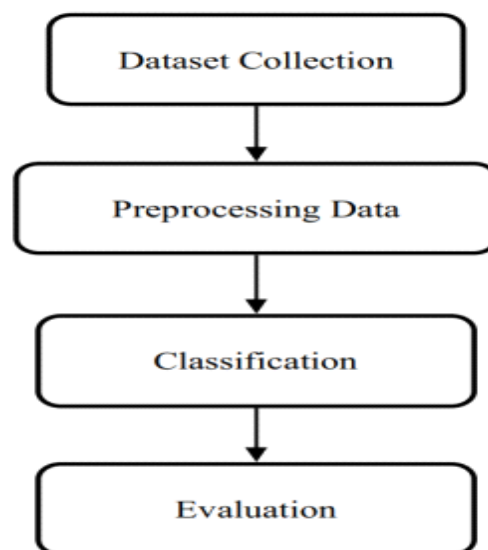 Dataset Collection
Preprocessing Data
Classification
Evaluation